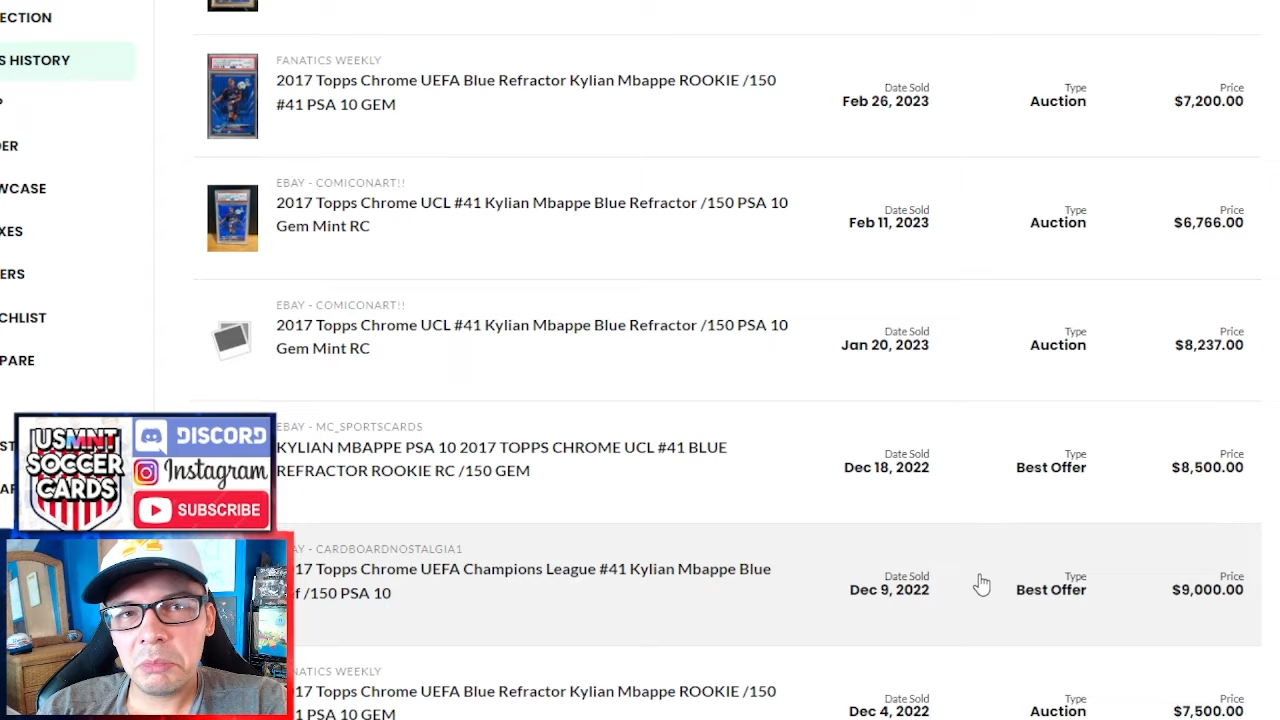 ECTION
S HISTORY
P
ER
WCASE
XES
ERS
CHLIST
PARE
FANATICS WEEKLY
2017 Topps Chrome UEFA Blue Refractor Kylian Mbappe ROOKIE /150
#41 PSA 10 GEM
Date Sold
Feb 26, 2023
Type
Auction
Price
$7,200.00
EBAY - COMICONART!!
2017 Topps Chrome UCL #41 Kylian Mbappe Blue Refractor /150 PSA 10
Gem Mint RC
Date Sold
Feb 11, 2023
Type
Auction
Price
$6,766.00
EBAY - COMICONART!!
2017 Topps Chrome UCL #41 Kylian Mbappe Blue Refractor /150 PSA 10
Gem Mint RC
Date Sold
Jan 20, 2023
Type
Auction
Price
$8,237.00
EBAY - MC_SPORTSCARDS
KYLIAN MBAPPE PSA 10 2017 TOPPS CHROME UCL #41 BLUE
REFRACTOR ROOKIE RC /150 GEM
Date Sold
Dec 18, 2022
Type
Best Offer
Price
$8,500.00
AY - CARDBOARDNOSTALGIA1
17 Topps Chrome UEFA Champions League #41 Kylian Mbappe Blue
f /150 PSA 10
Date Sold
Dec 9, 2022
Type
Best Offer
Price
$9,000.00
NATICS WEEKLY
17 Topps Chrome UEFA Blue Refractor Kylian Mbappe ROOKIE /150
1 PSA 10 GEM
Date Sold
Dec 4, 2022
Type
Auction
Price
$7,500.00
USMNT
SOCCER
CARDS
DISCORD
Instagram
SUBSCRIBE